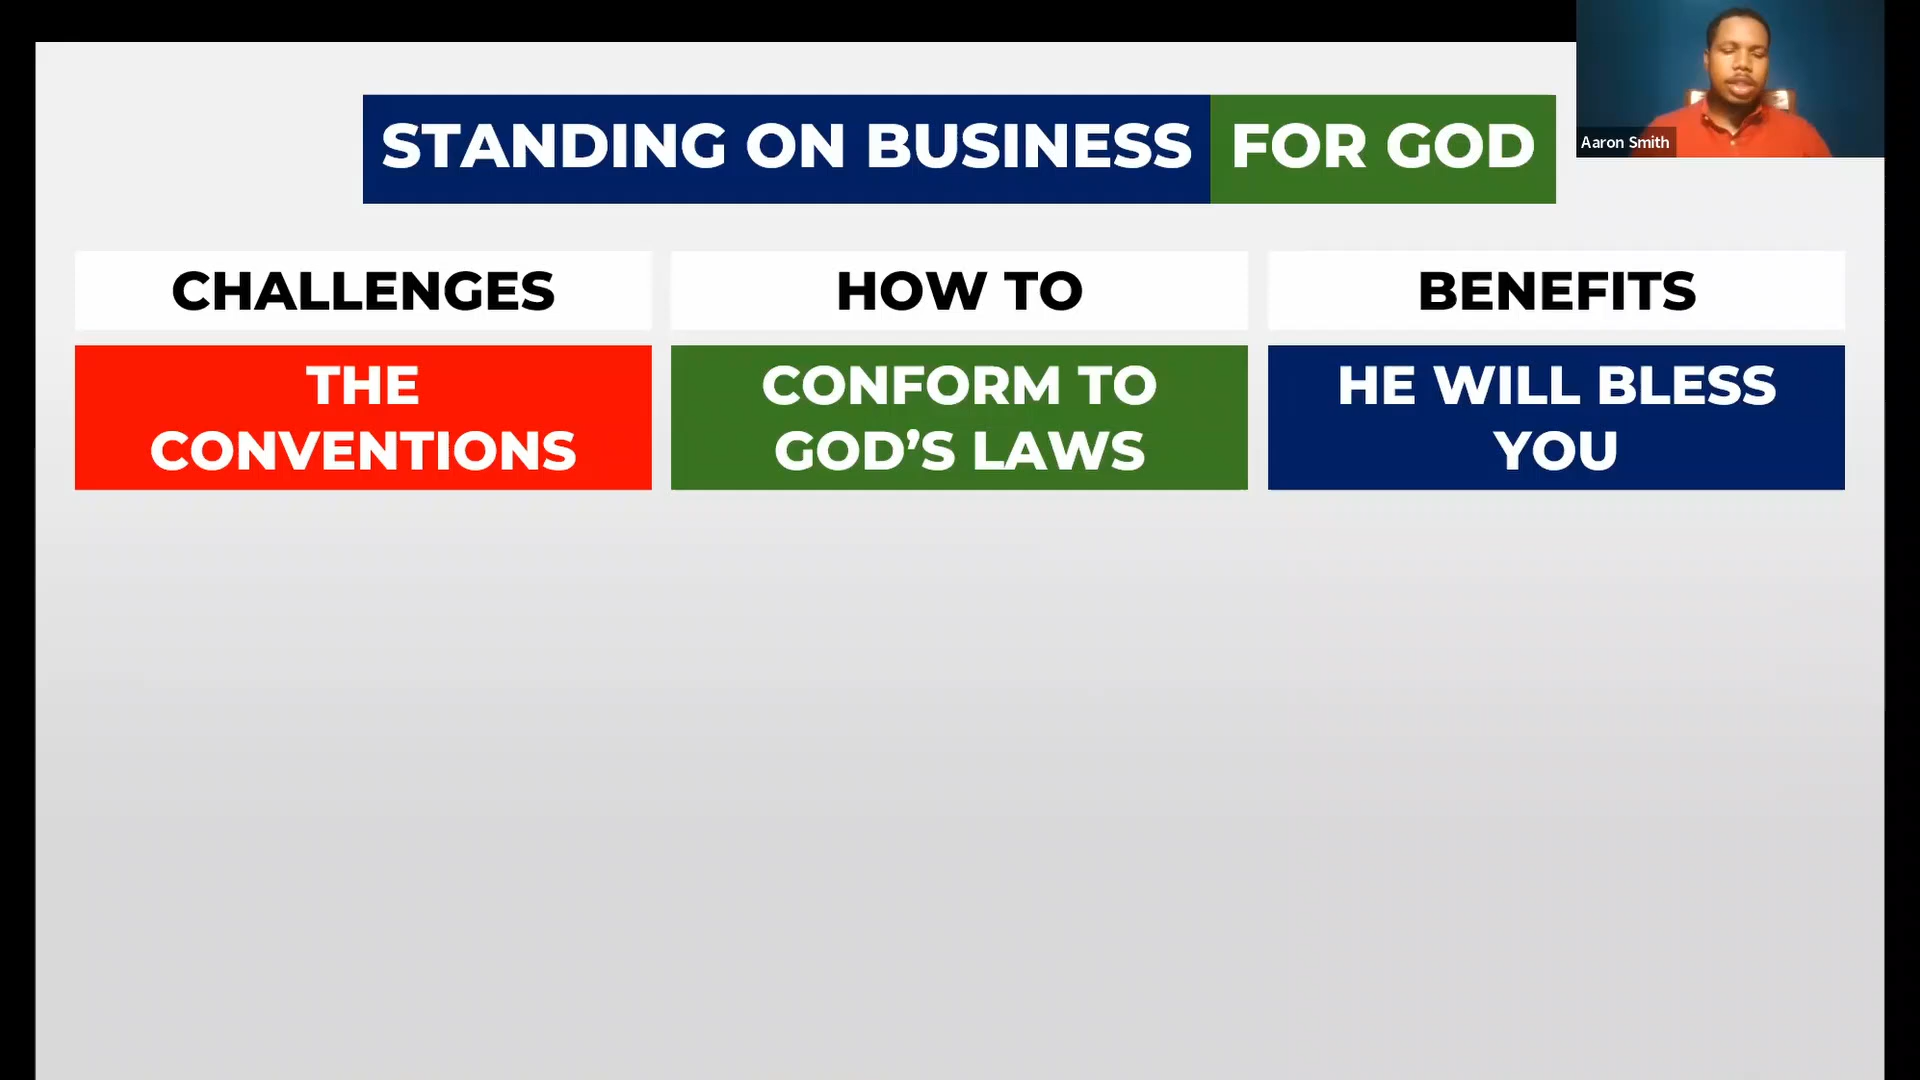 STANDING ON BUSINESS FOR GOD
Aaron Smith
CHALLENGES
HOW TO
BENEFITS
THE
CONVENTIONS
CONFORM TO
GOD’S LAWS
HE WILL BLESS
YOU